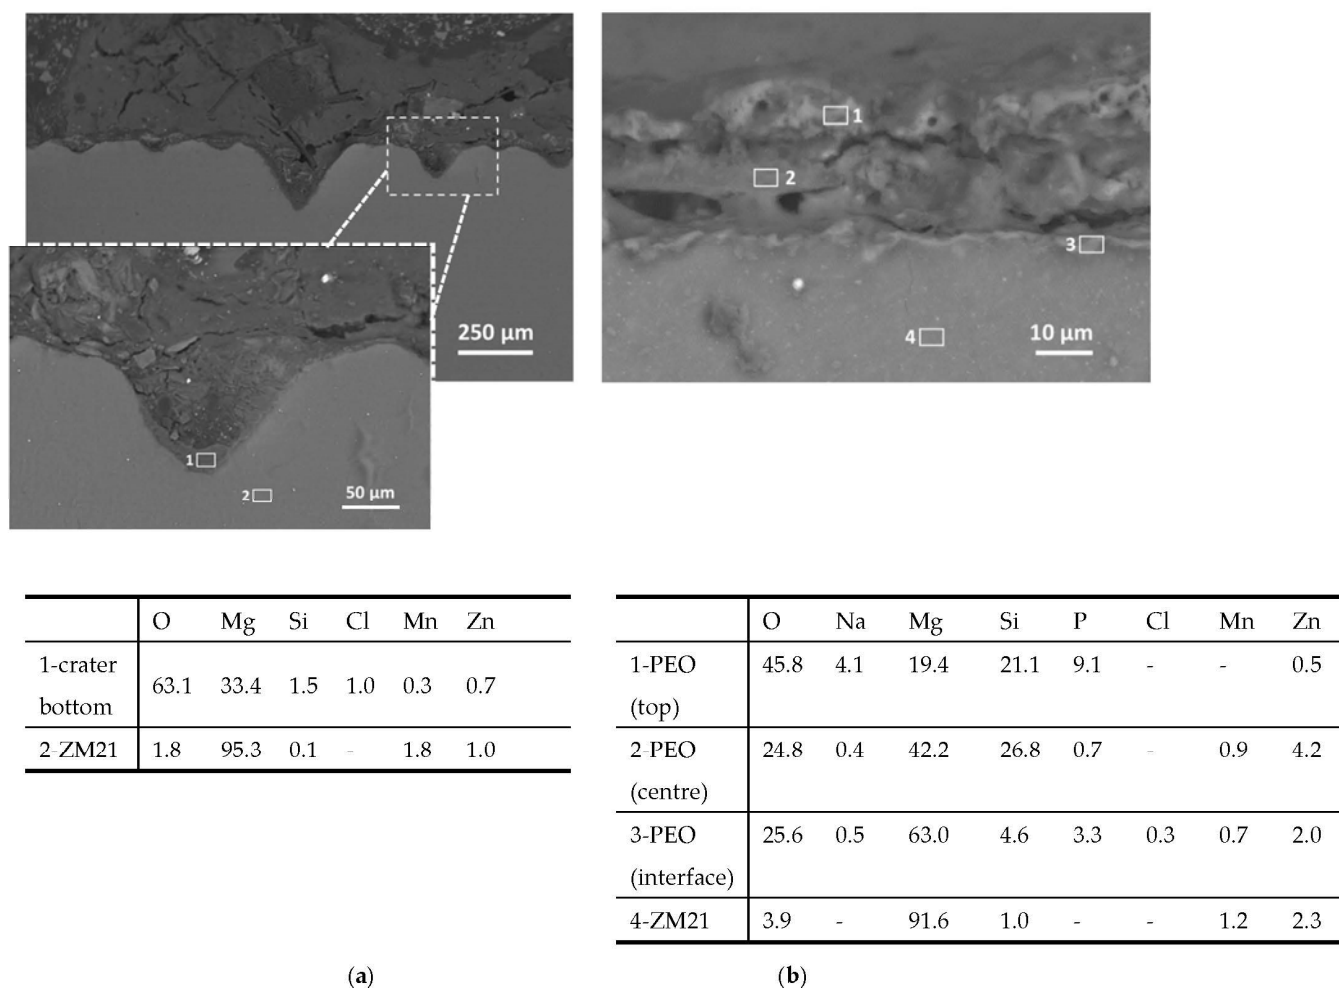 250 µm
1
2
50 µm
1
2
3
4
10 µm
O Mg Si Cl Mn Zn
1-crater bottom 63.1 33.4 1.5 1.0 0.3 0.7
2-ZM21 1.8 95.3 0.1 - 1.8 1.0
O Na Mg Si P Cl Mn Zn
1-PEO (top) 45.8 4.1 19.4 21.1 9.1 - - 0.5
2-PEO (centre) 24.8 0.4 42.2 26.8 0.7 - 0.9 4.2
3-PEO (interface) 25.6 0.5 63.0 4.6 3.3 0.3 0.7 2.0
4-ZM21 3.9 - 91.6 1.0 - - 1.2 2.3
(a) (b)